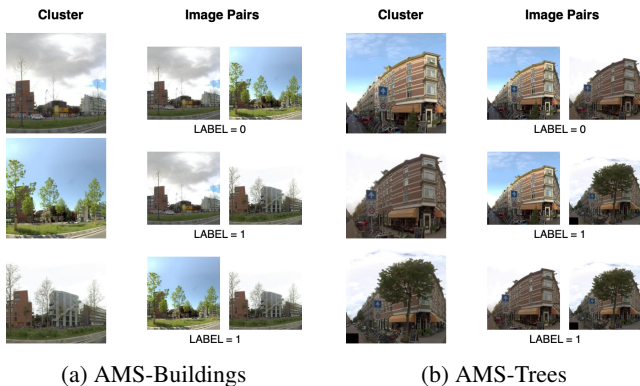 Cluster Image Pairs Cluster Image Pairs
LABEL = 0 LABEL = 0
LABEL = 1 LABEL = 1
LABEL = 1 LABEL = 1
(a) AMS-Buildings (b) AMS-Trees